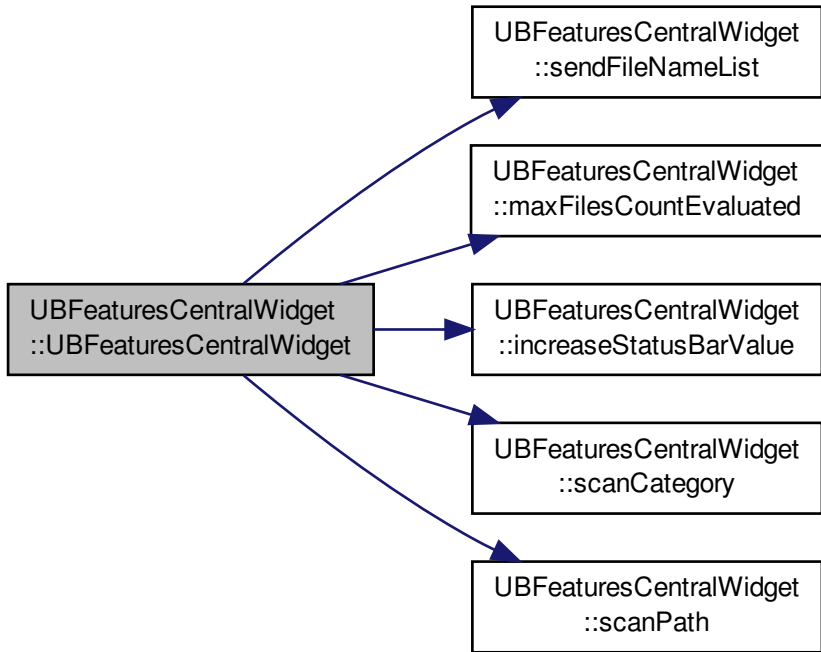 UBFeaturesCentralWidget
::sendFileNameList
UBFeaturesCentralWidget
::maxFilesCountEvaluated
UBFeaturesCentralWidget
::UBFeaturesCentralWidget
UBFeaturesCentralWidget
::increaseStatusBarValue
UBFeaturesCentralWidget
::scanCategory
UBFeaturesCentralWidget
::scanPath